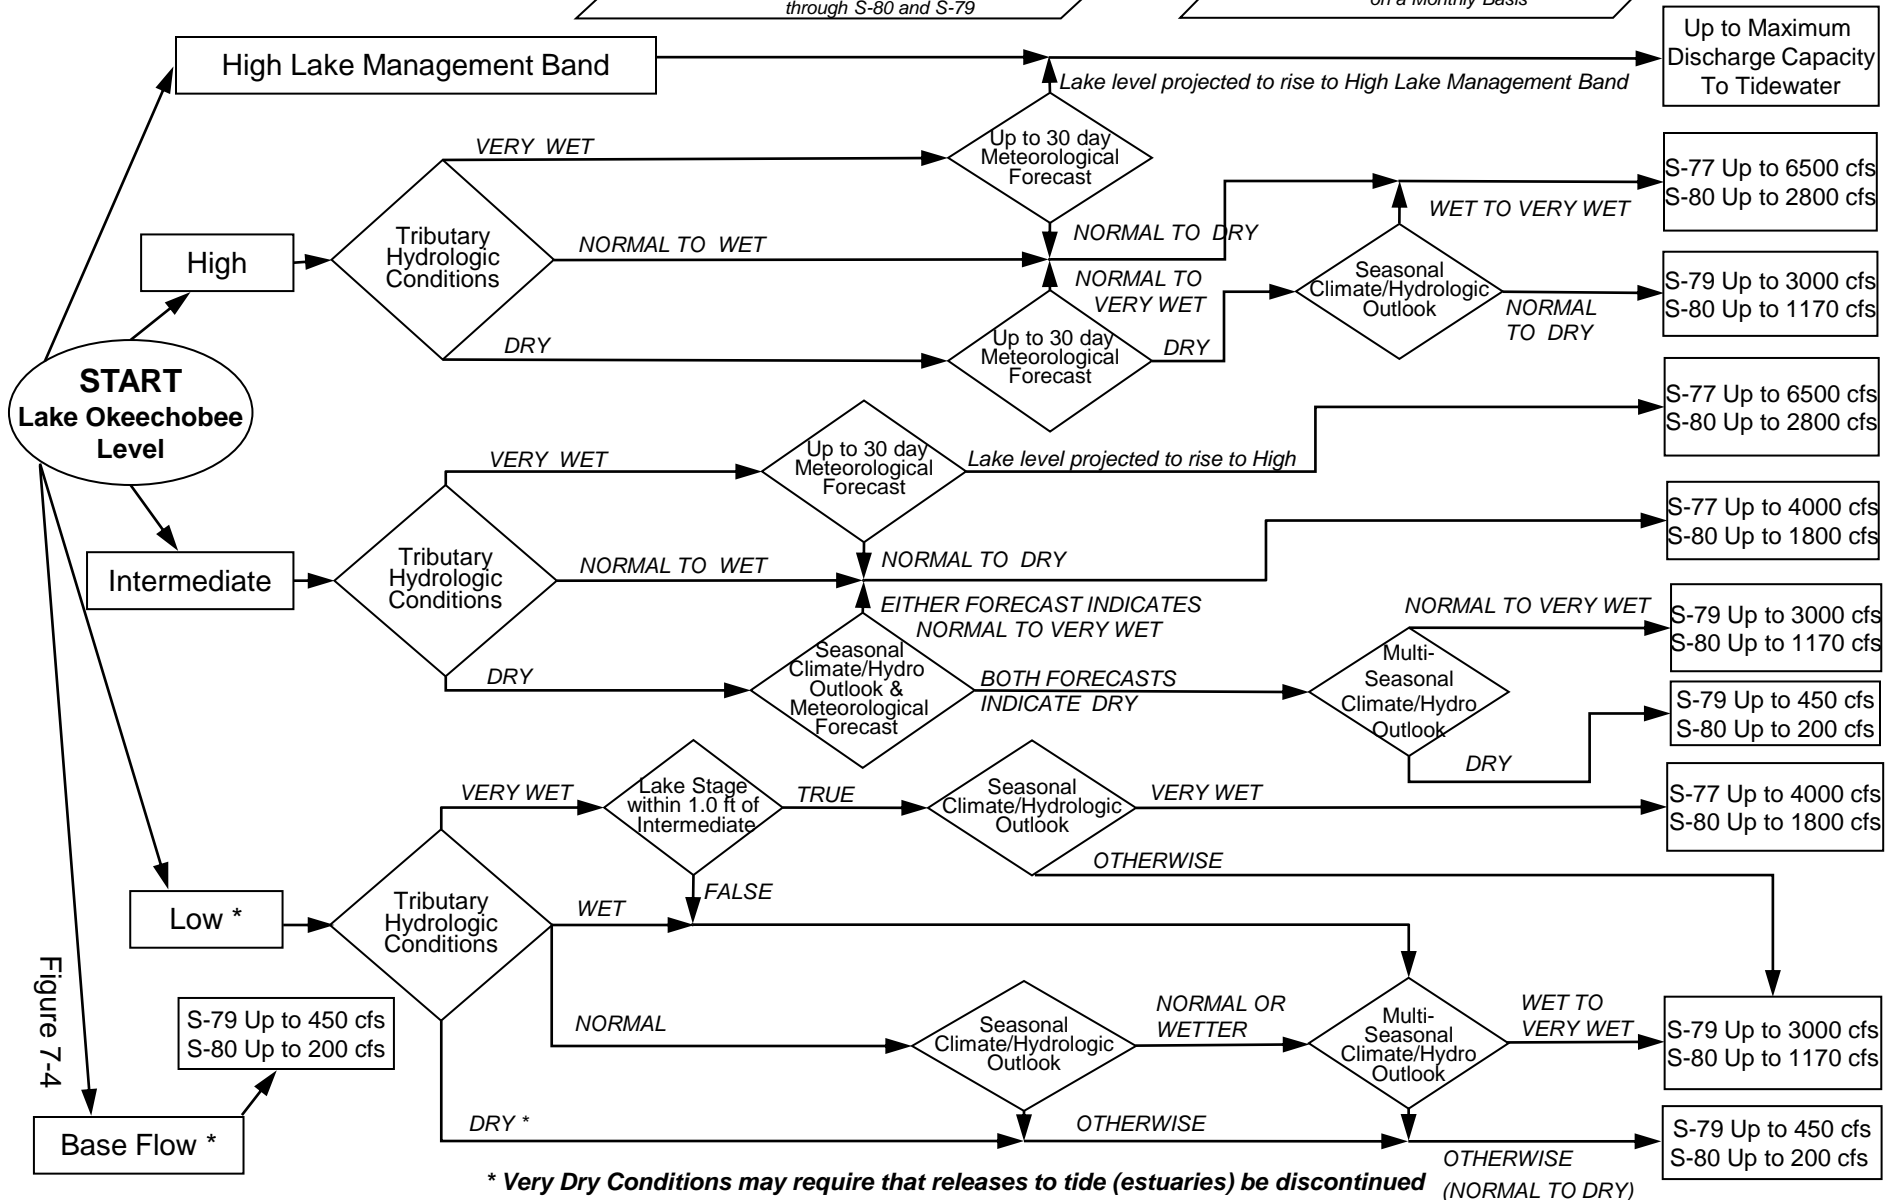 through S-80 and S-79
on a Monthly Basis
Up to Maximum
Discharge Capacity
To Tidewater
High Lake Management Band
Lake level projected to rise to High Lake Management Band
VERY WET
Up to 30 day
Meteorological
Forecast
S-77 Up to 6500 cfs
S-80 Up to 2800 cfs
WET TO VERY WET
High
Tributary
Hydrologic
Conditions
NORMAL TO WET
NORMAL TO DRY
NORMAL TO
VERY WET
Seasonal
Climate/Hydrologic
Outlook
NORMAL
TO DRY
S-79 Up to 3000 cfs
S-80 Up to 1170 cfs
DRY
Up to 30 day
Meteorological
Forecast
DRY
START
Lake Okeechobee
Level
S-77 Up to 6500 cfs
S-80 Up to 2800 cfs
VERY WET
Up to 30 day
Meteorological
Forecast
Lake level projected to rise to High
S-77 Up to 4000 cfs
S-80 Up to 1800 cfs
Intermediate
Tributary
Hydrologic
Conditions
NORMAL TO WET
NORMAL TO DRY
EITHER FORECAST INDICATES
NORMAL TO VERY WET
NORMAL TO VERY WET
S-79 Up to 3000 cfs
S-80 Up to 1170 cfs
DRY
Seasonal
Climate/Hydro
Outlook &
Meteorological
Forecast
BOTH FORECASTS
INDICATE DRY
Multi-
Seasonal
Climate/Hydro
Outlook
S-79 Up to 450 cfs
S-80 Up to 200 cfs
DRY
VERY WET
Lake Stage
within 1.0 ft of
Intermediate
TRUE
Seasonal
Climate/Hydrologic
Outlook
VERY WET
S-77 Up to 4000 cfs
S-80 Up to 1800 cfs
OTHERWISE
FALSE
Low *
Tributary
Hydrologic
Conditions
WET
NORMAL
Seasonal
Climate/Hydrologic
Outlook
NORMAL OR
WETTER
Multi-
Seasonal
Climate/Hydro
Outlook
WET TO
VERY WET
S-79 Up to 3000 cfs
S-80 Up to 1170 cfs
Figure 7-4
S-79 Up to 450 cfs
S-80 Up to 200 cfs
Base Flow *
DRY *
OTHERWISE
S-79 Up to 450 cfs
S-80 Up to 200 cfs
OTHERWISE
(NORMAL TO DRY)
* Very Dry Conditions may require that releases to tide (estuaries) be discontinued